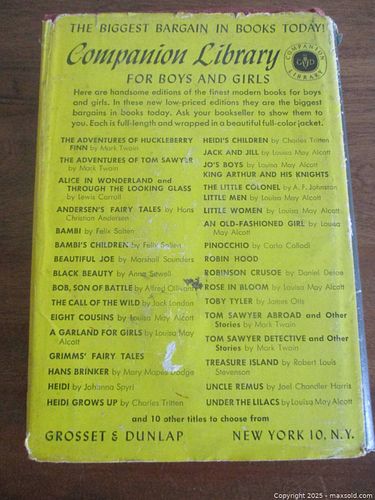 THE BIGGEST BARGAIN IN BOOKS TODAY!
Companion Library
COMPANION LIBRARY
G&D
FOR BOYS AND GIRLS
Here are handsome editions of the finest modern books for boys
and girls. In these new low-priced editions they are the biggest
bargains in books today. Ask your bookseller to show them to
you. Each is full-length and wrapped in a beautiful full-color jacket.
THE ADVENTURES OF HUCKLEBERRY
FINN by Mark Twain
THE ADVENTURES OF TOM SAWYER
by Mark Twain
ALICE IN WONDERLAND and
THROUGH THE LOOKING GLASS
by Lewis Carroll
ANDERSEN'S FAIRY TALES by Hans
Christian Andersen
BAMBI by Felix Salten
BAMBI'S CHILDREN by Felix Salten
BEAUTIFUL JOE by Marshall Saunders
BLACK BEAUTY by Anna Sewell
BOB, SON OF BATTLE by Alfred Ollivant
THE CALL OF THE WILD by Jack London
EIGHT COUSINS by Louisa May Alcott
A GARLAND FOR GIRLS by Louisa May
Alcott
GRIMMS' FAIRY TALES
HANS BRINKER by Mary Mapes Dodge
HEIDI by Johanna Spyri
HEIDI GROWS UP by Charles Tritten
HEIDI'S CHILDREN by Charles Tritten
JACK AND JILL by Louisa May Alcott
JO'S BOYS by Louisa May Alcott
KING ARTHUR AND HIS KNIGHTS
THE LITTLE COLONEL by A. F. Johnston
LITTLE MEN by Louisa May Alcott
LITTLE WOMEN by Louisa May Alcott
AN OLD-FASHIONED GIRL by Louisa
May Alcott
PINOCCHIO by Carlo Collodi
ROBIN HOOD
ROBINSON CRUSOE by Daniel Defoe
ROSE IN BLOOM by Louisa May Alcott
TOBY TYLER by James Otis
TOM SAWYER ABROAD and Other
Stories by Mark Twain
TOM SAWYER DETECTIVE and Other
Stories by Mark Twain
TREASURE ISLAND by Robert Louis
Stevenson
UNCLE REMUS by Joel Chandler Harris
UNDER THE LILACS by Louisa May Alcott
and 10 other titles to choose from
GROSSET & DUNLAP NEW YORK 10, N.Y.
Copyright 2025 - maxsold.com